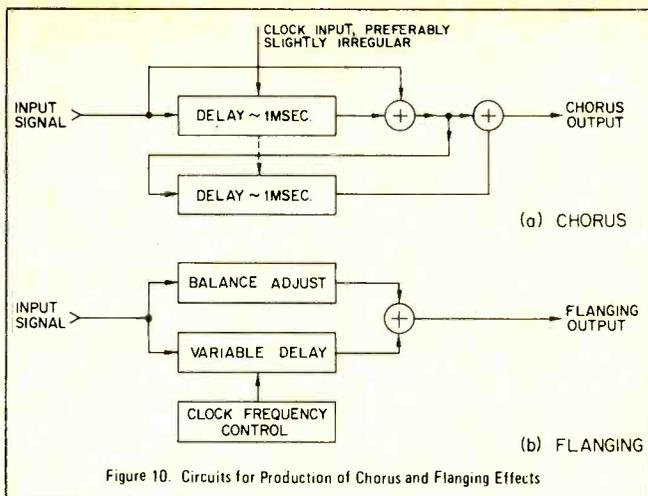 CLOCK INPUT, PREFERABLY
SLIGHTLY IRREGULAR
INPUT
SIGNAL
DELAY ~ 1MSEC.
+
+
CHORUS
OUTPUT
DELAY ~ 1MSEC.
(a) CHORUS
INPUT
SIGNAL
BALANCE ADJUST
+
FLANGING
OUTPUT
VARIABLE DELAY
CLOCK FREQUENCY
CONTROL
(b) FLANGING
Figure 10. Circuits for Production of Chorus and Flanging Effects